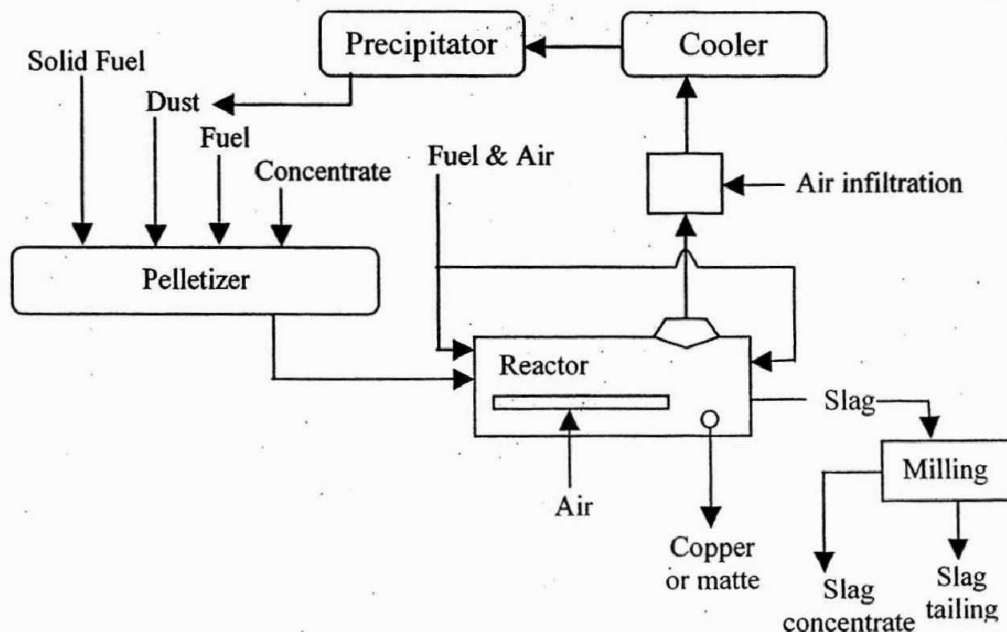 Precipitator
Cooler
Solid Fuel
Dust
Fuel
Concentrate
Fuel & Air
Air infiltration
Pelletizer
Reactor
Slag
Milling
Air
Copper
or matte
Slag
concentrate
Slag
tailing